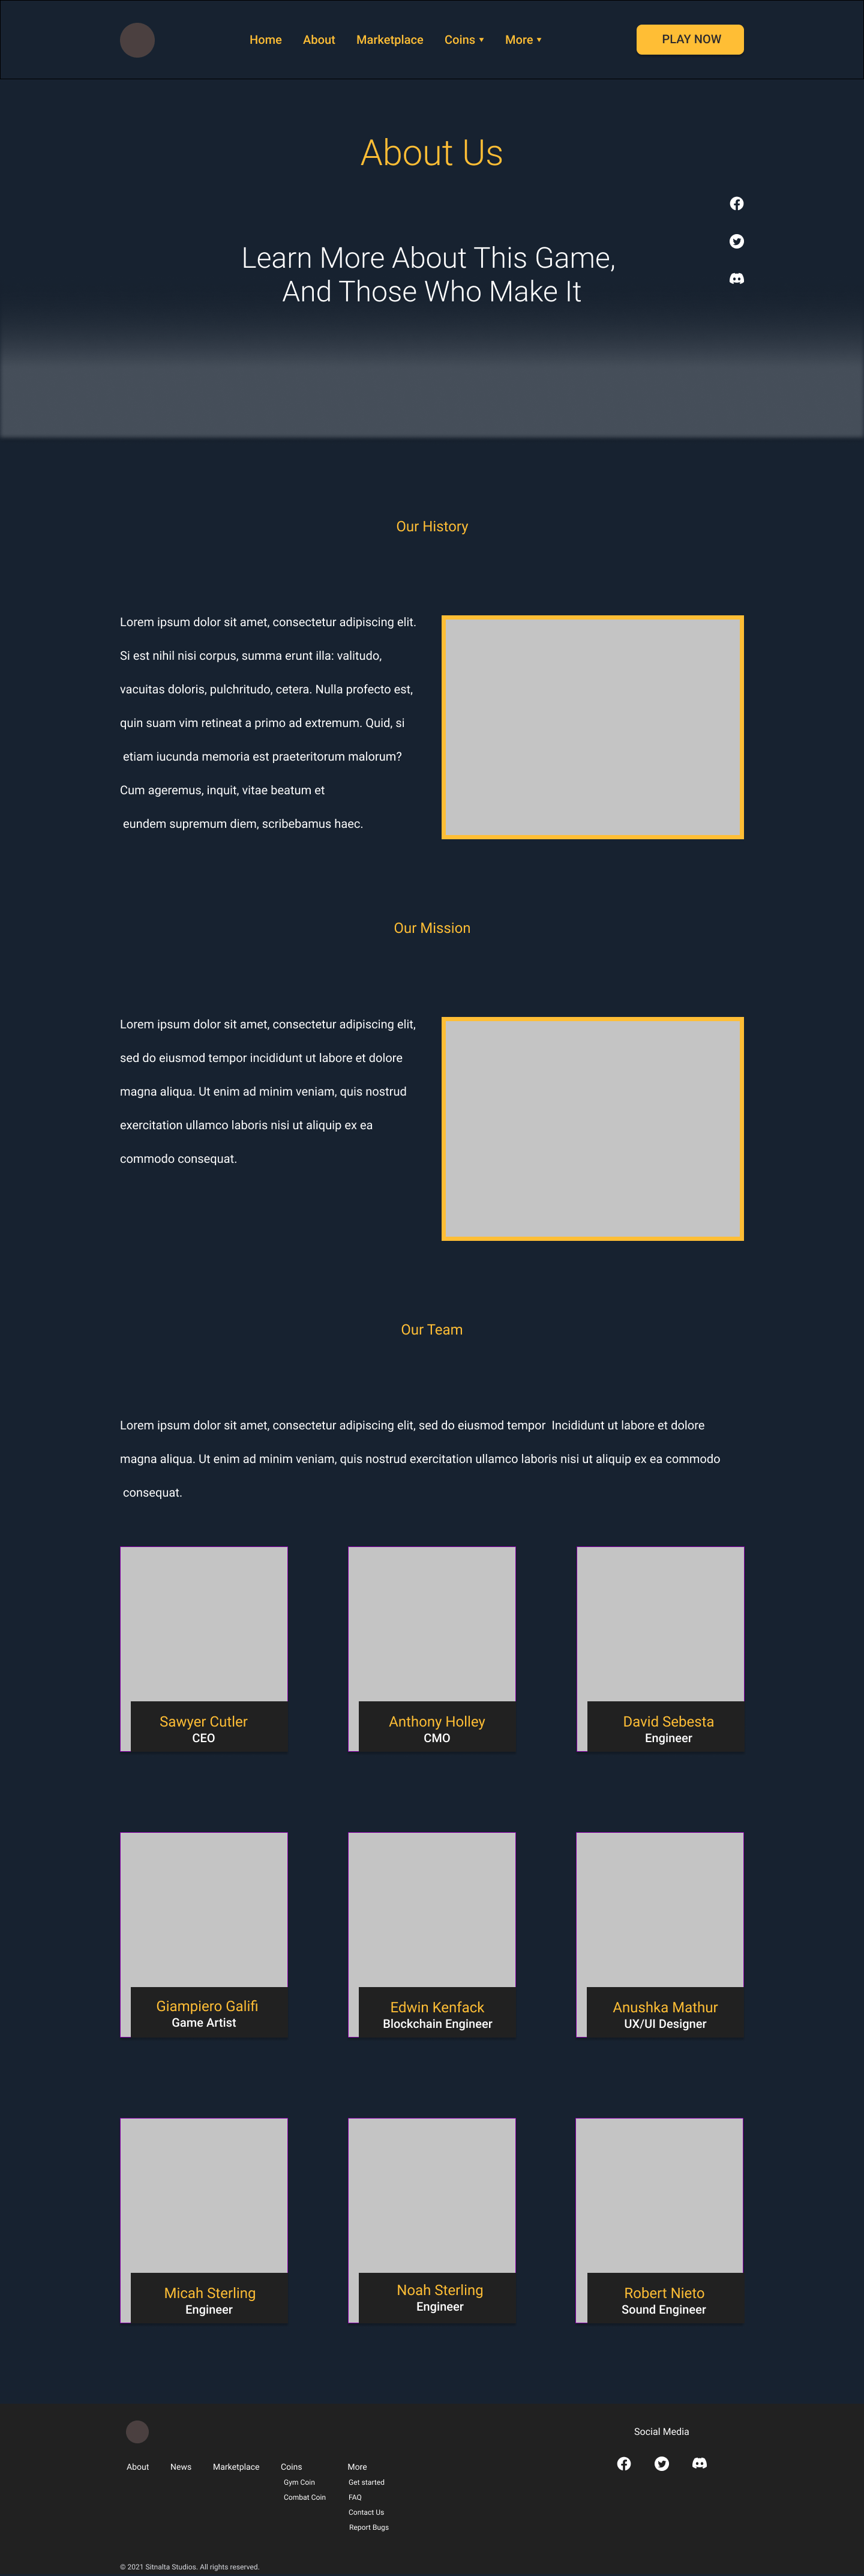 Home About Marketplace Coins ▾ More ▾ PLAY NOW
About Us
Learn More About This Game,
And Those Who Make It
Our History
Lorem ipsum dolor sit amet, consectetur adipiscing elit.
Si est nihil nisi corpus, summa erunt illa: valitudo,
vacuitas doloris, pulchritudo, cetera. Nulla profecto est,
quin suam vim retineat a primo ad extremum. Quid, si
etiam iucunda memoria est praeteritorum malorum?
Cum ageremus, inquit, vitae beatum et
eundem supremum diem, scribebamus haec.
Our Mission
Lorem ipsum dolor sit amet, consectetur adipiscing elit,
sed do eiusmod tempor incididunt ut labore et dolore
magna aliqua. Ut enim ad minim veniam, quis nostrud
exercitation ullamco laboris nisi ut aliquip ex ea
commodo consequat.
Our Team
Lorem ipsum dolor sit amet, consectetur adipiscing elit, sed do eiusmod tempor Incididunt ut labore et dolore
magna aliqua. Ut enim ad minim veniam, quis nostrud exercitation ullamco laboris nisi ut aliquip ex ea commodo
consequat.
Sawyer Cutler
CEO
Anthony Holley
CMO
David Sebesta
Engineer
Giampiero Galifi
Game Artist
Edwin Kenfack
Blockchain Engineer
Anushka Mathur
UX/UI Designer
Micah Sterling
Engineer
Noah Sterling
Engineer
Robert Nieto
Sound Engineer
Social Media
About News Marketplace Coins More
Gym Coin Get started
Combat Coin FAQ
Contact Us
Report Bugs
© 2021 Sitnalta Studios. All rights reserved.